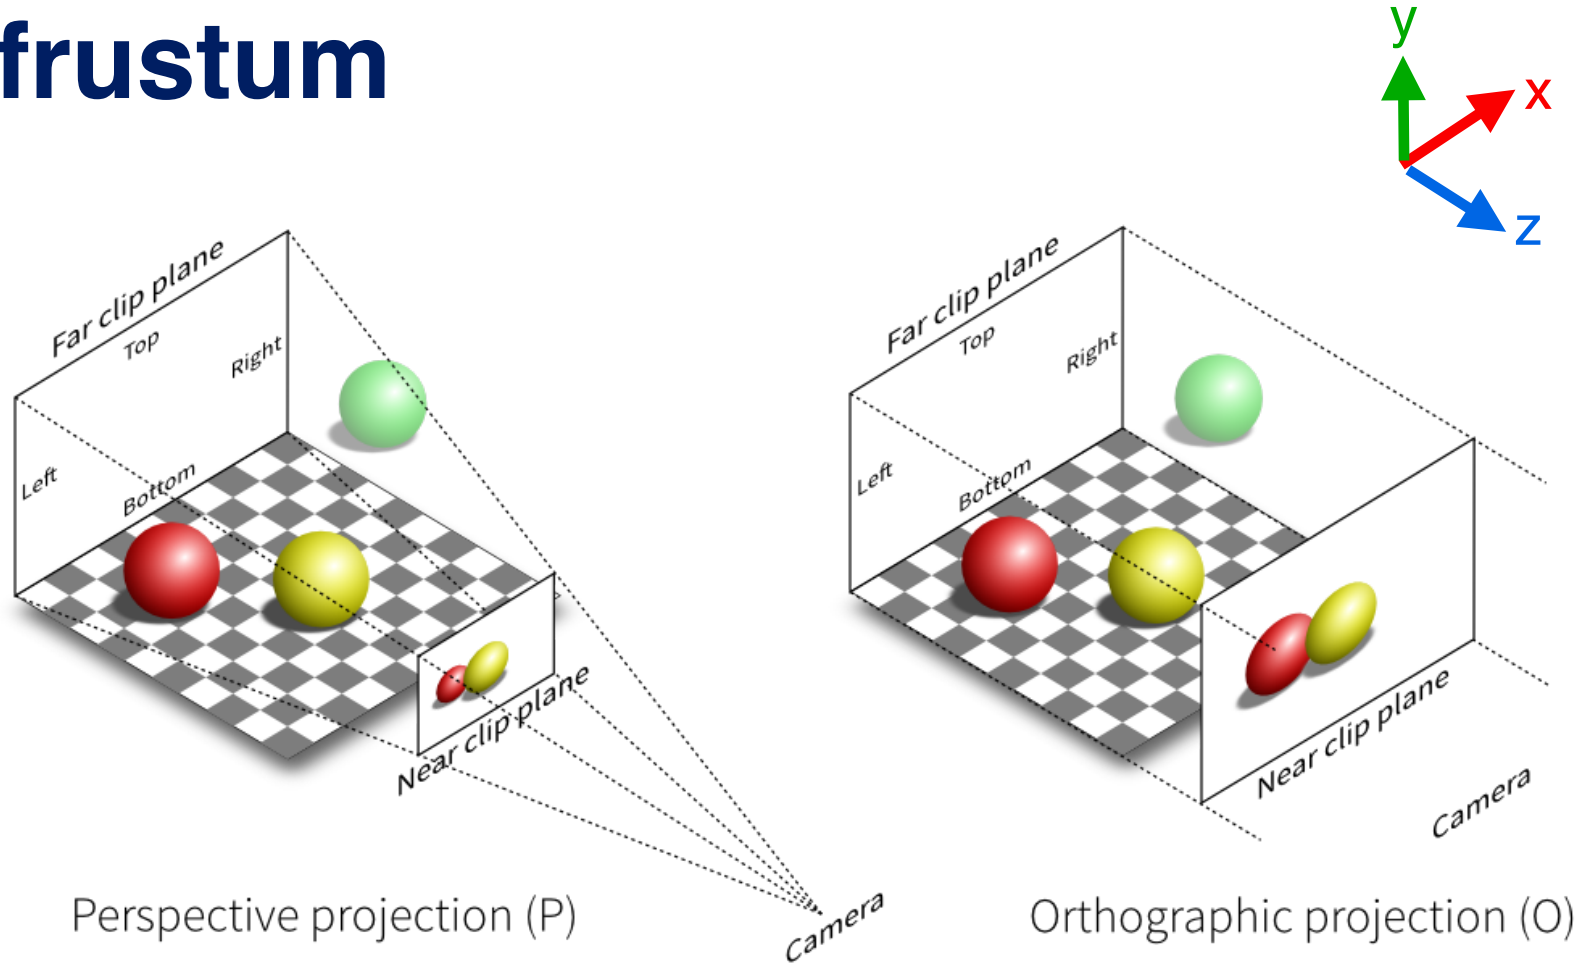 frustum
y
x
z
Far clip plane
Top
Right
Left
Bottom
Near clip plane
Camera
Perspective projection (P)
Far clip plane
Top
Right
Left
Bottom
Near clip plane
Camera
Orthographic projection (O)